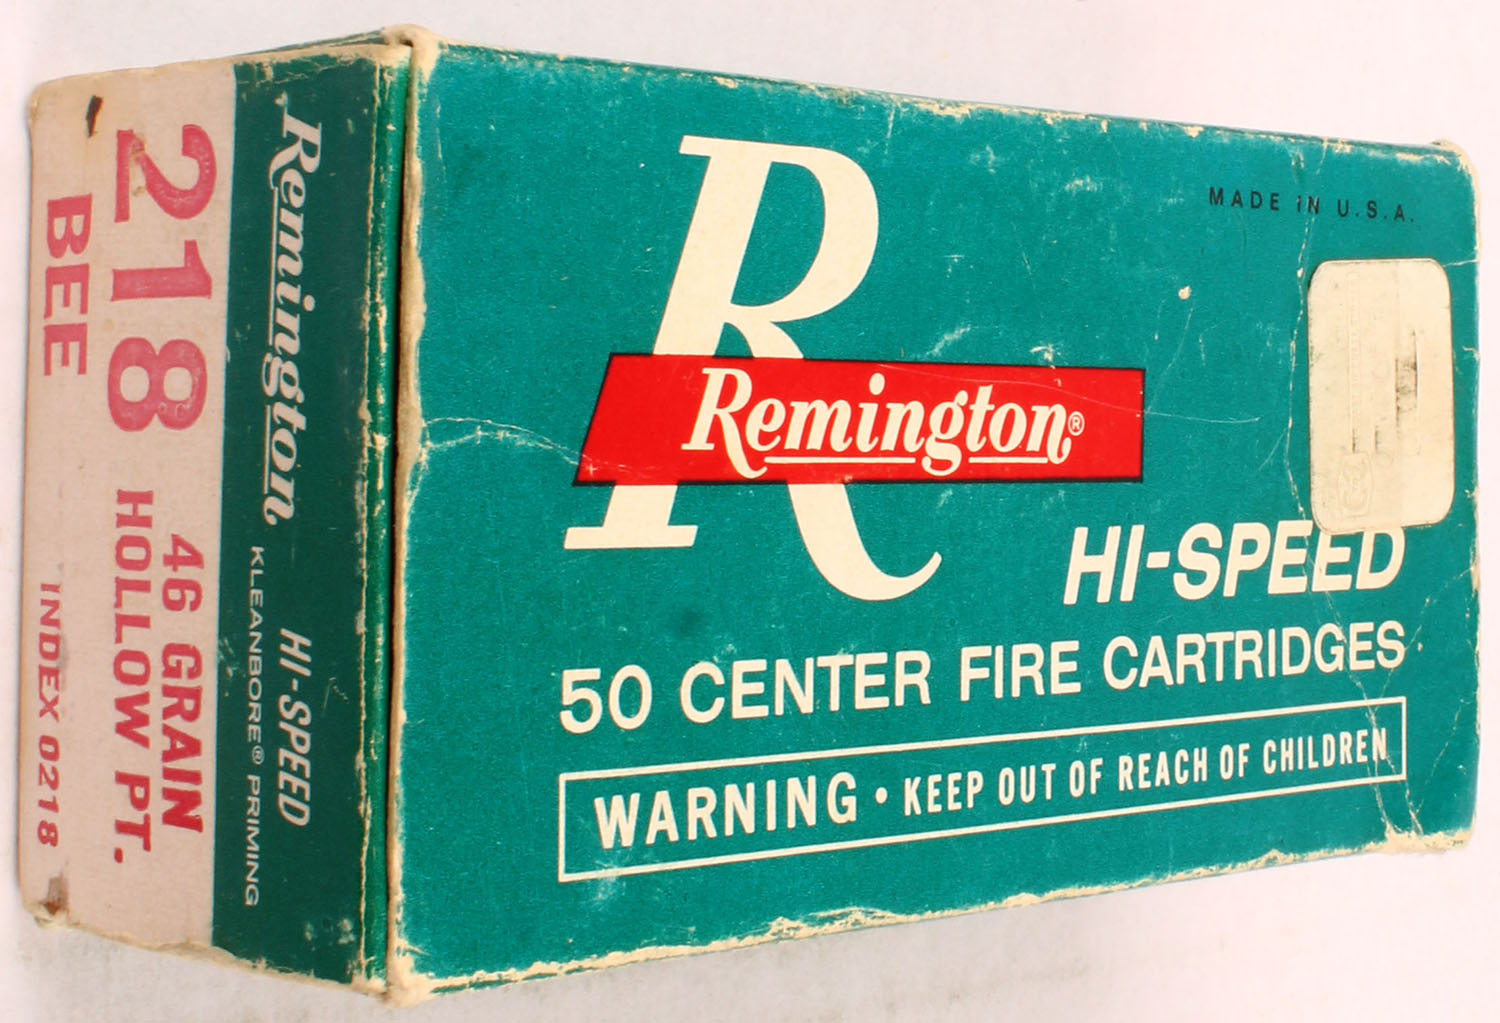 MADE IN U.S.A.
R
Remington®
HI-SPEED
50 CENTER FIRE CARTRIDGES
WARNING • KEEP OUT OF REACH OF CHILDREN
Remington HI-SPEED
KLEANBORE® PRIMING
218 46 GRAIN
BEE HOLLOW PT.
INDEX 0218